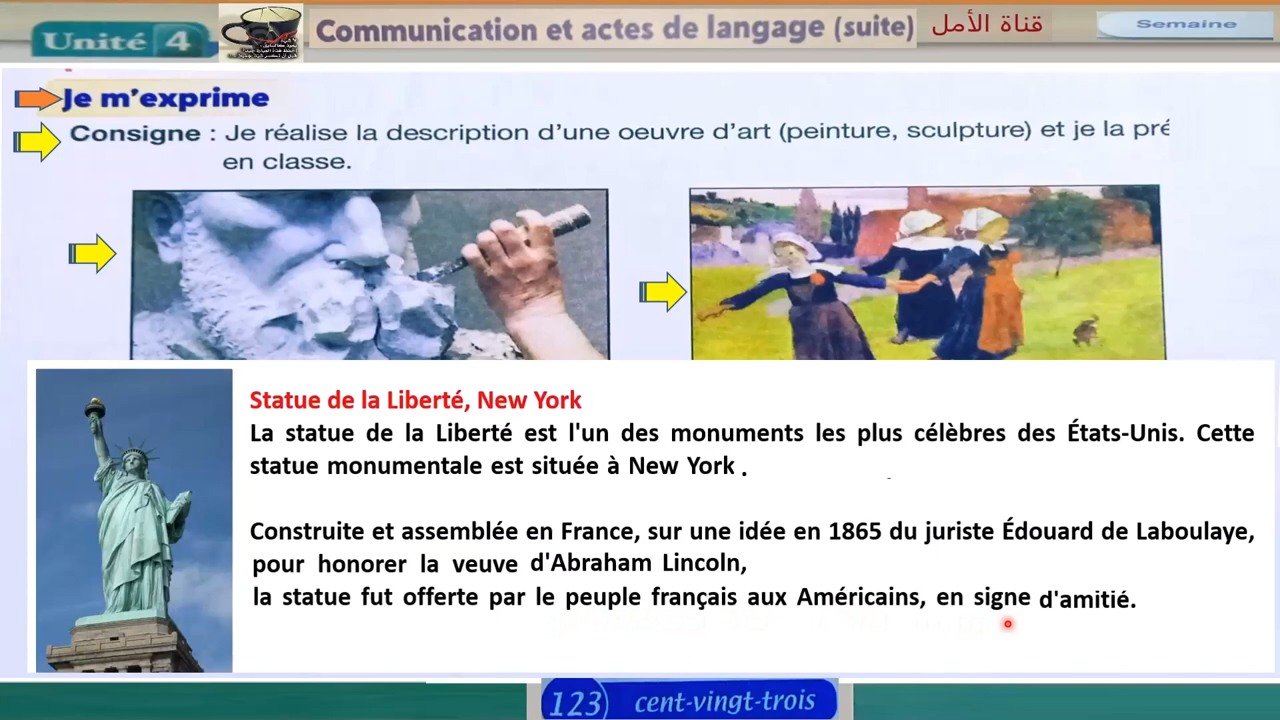 Unité 4
Communication et actes de langage (suite)
قناة الأمل
Semaine
Je m'exprime
Consigne : Je réalise la description d'une oeuvre d'art (peinture, sculpture) et je la pré
en classe.
Statue de la Liberté, New York
La statue de la Liberté est l'un des monuments les plus célèbres des États-Unis. Cette
statue monumentale est située à New York .
Construite et assemblée en France, sur une idée en 1865 du juriste Édouard de Laboulaye,
pour honorer la veuve d'Abraham Lincoln,
la statue fut offerte par le peuple français aux Américains, en signe d'amitié.
123 cent-vingt-trois